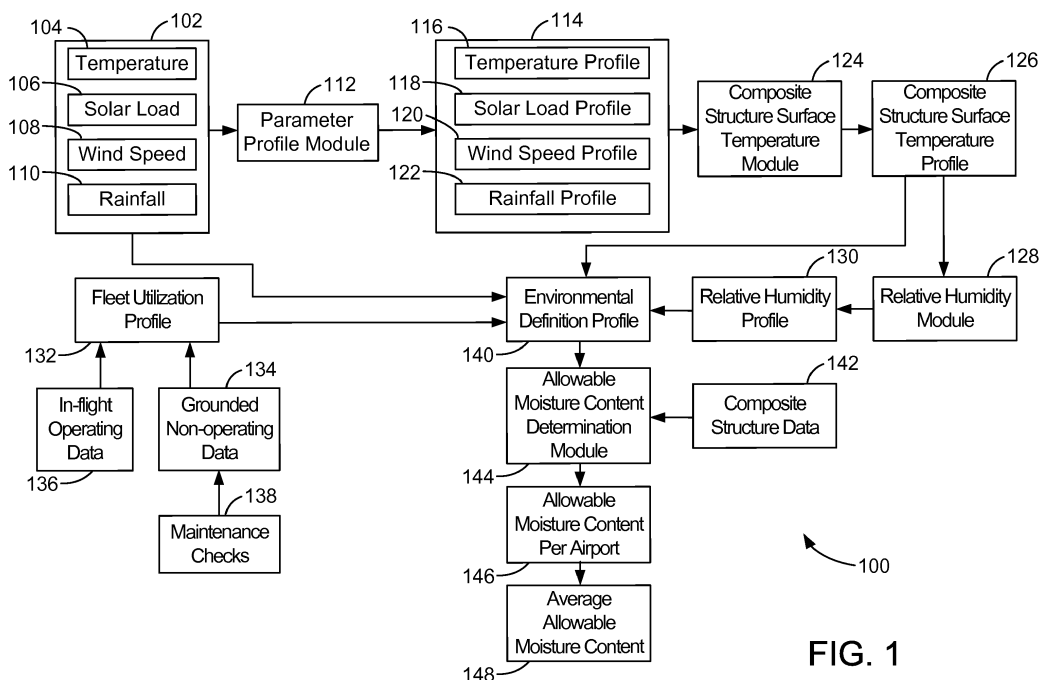 104
102
Temperature
106
Solar Load
108
Wind Speed
110
Rainfall
112
Parameter
Profile Module
116
114
Temperature Profile
118
Solar Load Profile
120
Wind Speed Profile
122
Rainfall Profile
124
Composite
Structure Surface
Temperature
Module
126
Composite
Structure Surface
Temperature
Profile
128
Relative Humidity
Module
130
Relative Humidity
Profile
Fleet Utilization
Profile
132
Environmental
Definition Profile
140
134
In-flight
Operating
Data
136
Grounded
Non-operating
Data
138
Maintenance
Checks
Allowable
Moisture Content
Determination
Module
144
142
Composite
Structure Data
Allowable
Moisture Content
Per Airport
146
Average
Allowable
Moisture Content
148
100
FIG. 1